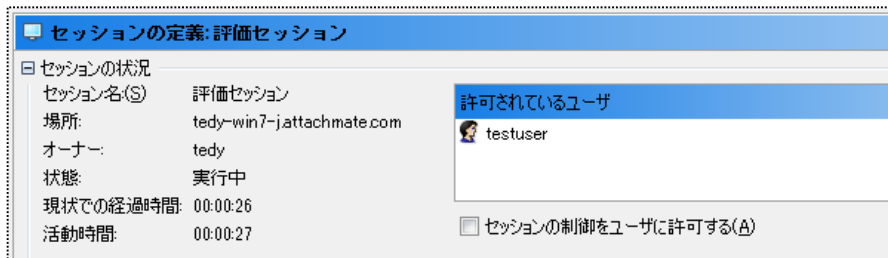 セッションの定義:評価セッション
セッションの状況
セッション名:(S) 評価セッション
場所: tedy-win7-j.attachmate.com
オーナー: tedy
状態: 実行中
現状での経過時間: 00:00:26
活動時間: 00:00:27
許可されているユーザ
testuser
セッションの制御をユーザに許可する(A)